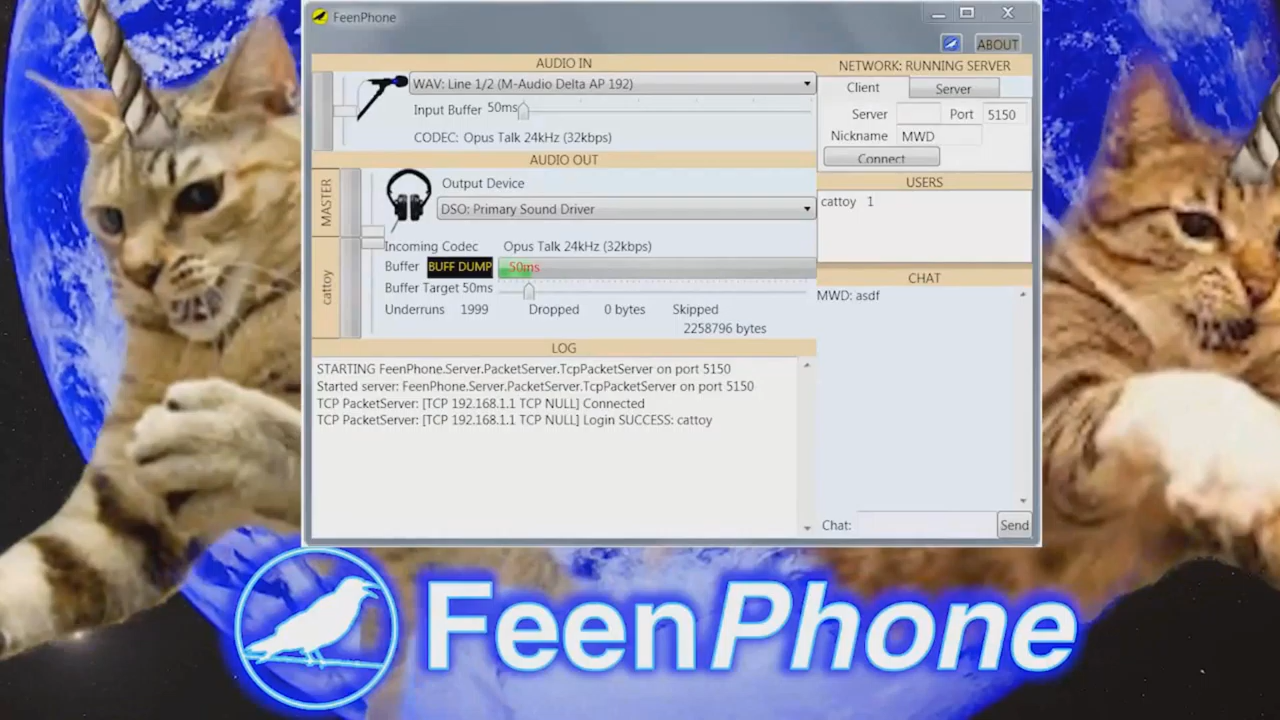 FeenPhone
ABOUT
AUDIO IN
WAV: Line 1/2 (M-Audio Delta AP 192)
Input Buffer 50ms
CODEC: Opus Talk 24kHz (32kbps)
AUDIO OUT
MASTER
cattoy
Output Device
DSO: Primary Sound Driver
Incoming Codec Opus Talk 24kHz (32kbps)
Buffer BUFF DUMP 50ms
Buffer Target 50ms
Underruns 1999 Dropped 0 bytes Skipped
2258796 bytes
LOG
STARTING FeenPhone.Server.PacketServer.TcpPacketServer on port 5150
Started server: FeenPhone.Server.PacketServer.TcpPacketServer on port 5150
TCP PacketServer: [TCP 192.168.1.1 TCP NULL] Connected
TCP PacketServer: [TCP 192.168.1.1 TCP NULL] Login SUCCESS: cattoy
NETWORK: RUNNING SERVER
Client Server
Server Port 5150
Nickname MWD
Connect
USERS
cattoy 1
CHAT
MWD: asdf
Chat: Send
FeenPhone